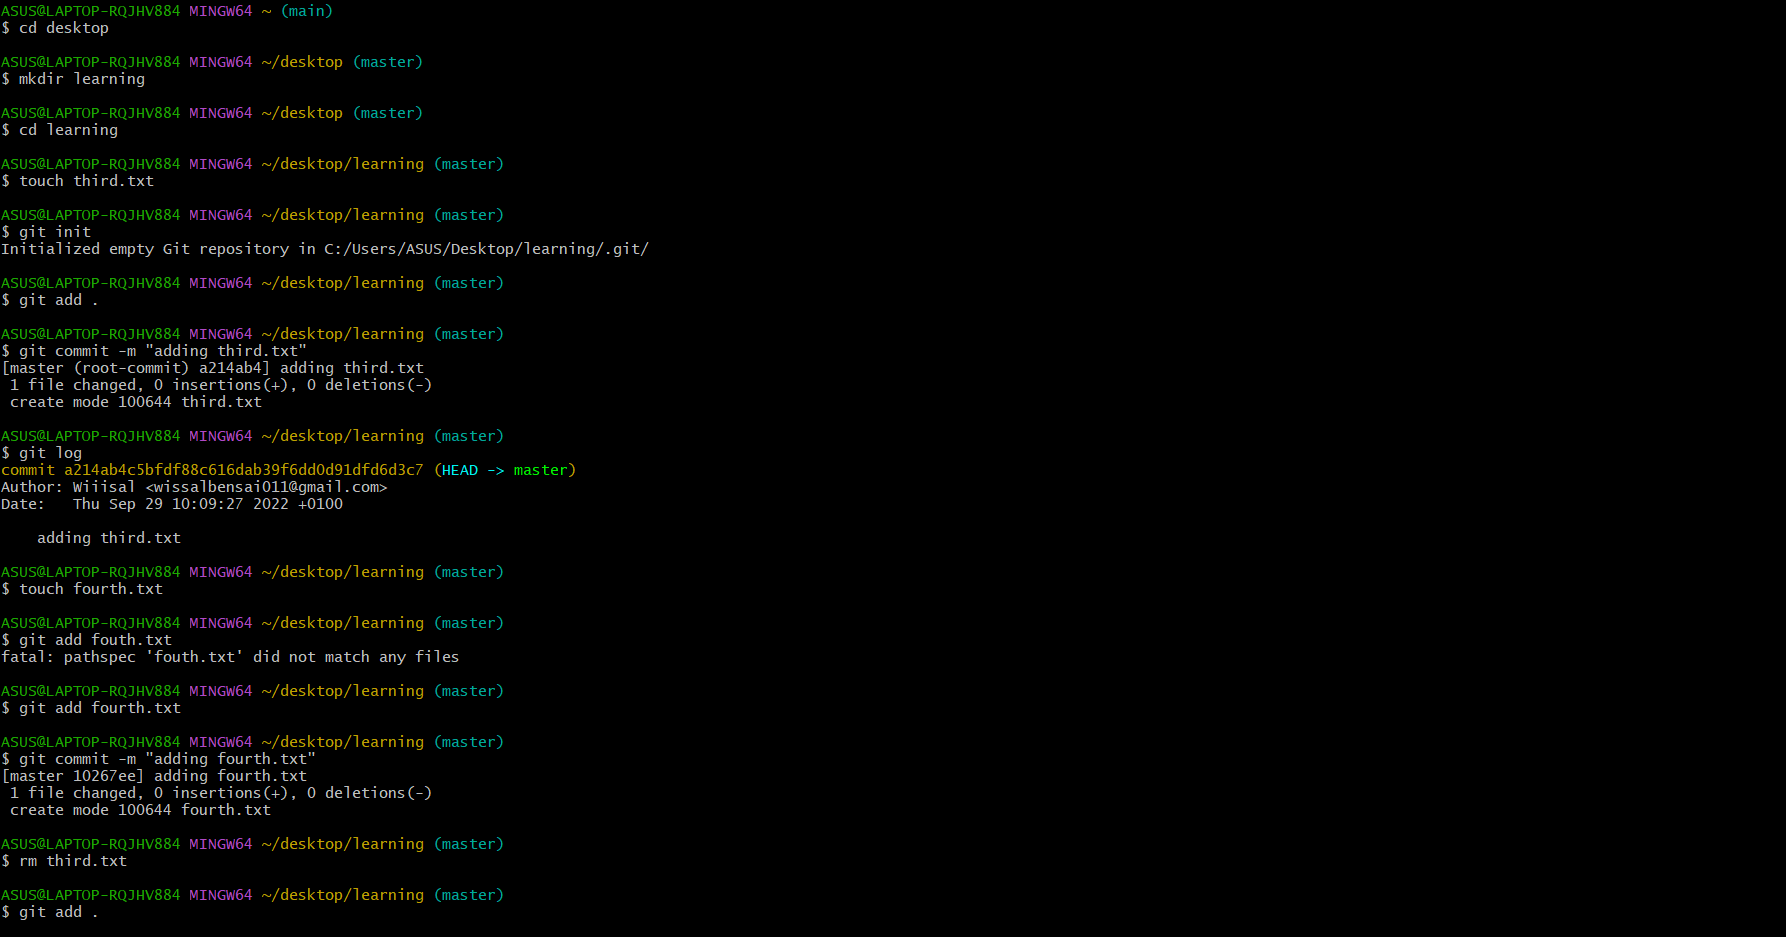 ASUS@LAPTOP-RQJHV884 MINGW64 ~ (main)
$ cd desktop
ASUS@LAPTOP-RQJHV884 MINGW64 ~/desktop (master)
$ mkdir learning
ASUS@LAPTOP-RQJHV884 MINGW64 ~/desktop (master)
$ cd learning
ASUS@LAPTOP-RQJHV884 MINGW64 ~/desktop/learning (master)
$ touch third.txt
ASUS@LAPTOP-RQJHV884 MINGW64 ~/desktop/learning (master)
$ git init
Initialized empty Git repository in C:/Users/ASUS/Desktop/learning/.git/
ASUS@LAPTOP-RQJHV884 MINGW64 ~/desktop/learning (master)
$ git add .
ASUS@LAPTOP-RQJHV884 MINGW64 ~/desktop/learning (master)
$ git commit -m "adding third.txt"
[master (root-commit) a214ab4] adding third.txt
 1 file changed, 0 insertions(+), 0 deletions(-)
 create mode 100644 third.txt
ASUS@LAPTOP-RQJHV884 MINGW64 ~/desktop/learning (master)
$ git log
commit a214ab4c5bfdf88c616dab39f6dd0d91dfd6d3c7 (HEAD -> master)
Author: Wiiisal <wissalbensai011@gmail.com>
Date:   Thu Sep 29 10:09:27 2022 +0100
    adding third.txt
ASUS@LAPTOP-RQJHV884 MINGW64 ~/desktop/learning (master)
$ touch fourth.txt
ASUS@LAPTOP-RQJHV884 MINGW64 ~/desktop/learning (master)
$ git add fouth.txt
fatal: pathspec 'fouth.txt' did not match any files
ASUS@LAPTOP-RQJHV884 MINGW64 ~/desktop/learning (master)
$ git add fourth.txt
ASUS@LAPTOP-RQJHV884 MINGW64 ~/desktop/learning (master)
$ git commit -m "adding fourth.txt"
[master 10267ee] adding fourth.txt
 1 file changed, 0 insertions(+), 0 deletions(-)
 create mode 100644 fourth.txt
ASUS@LAPTOP-RQJHV884 MINGW64 ~/desktop/learning (master)
$ rm third.txt
ASUS@LAPTOP-RQJHV884 MINGW64 ~/desktop/learning (master)
$ git add .